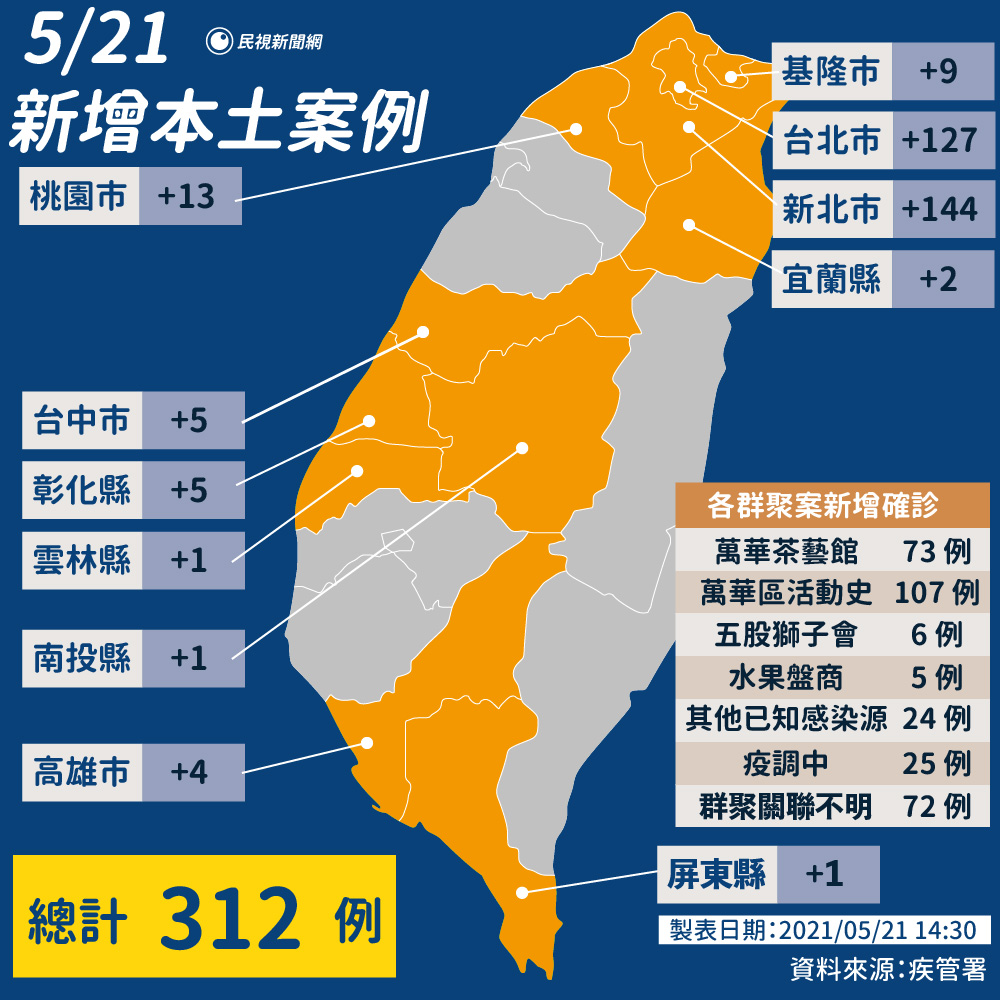 5/21
民視新聞網
新增本土案例
基隆市 +9
台北市 +127
新北市 +144
宜蘭縣 +2
桃園市 +13
台中市 +5
彰化縣 +5
雲林縣 +1
南投縣 +1
高雄市 +4
各群聚案新增確診
萬華茶藝館 73 例
萬華區活動史 107 例
五股獅子會 6 例
水果盤商 5 例
其他已知感染源 24 例
疫調中 25 例
群聚關聯不明 72 例
屏東縣 +1
總計 312 例
製表日期：2021/05/21 14:30
資料來源：疾管署